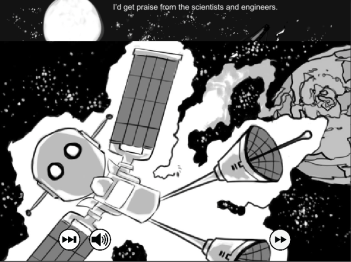 I'd get praise from the scientists and engineers.